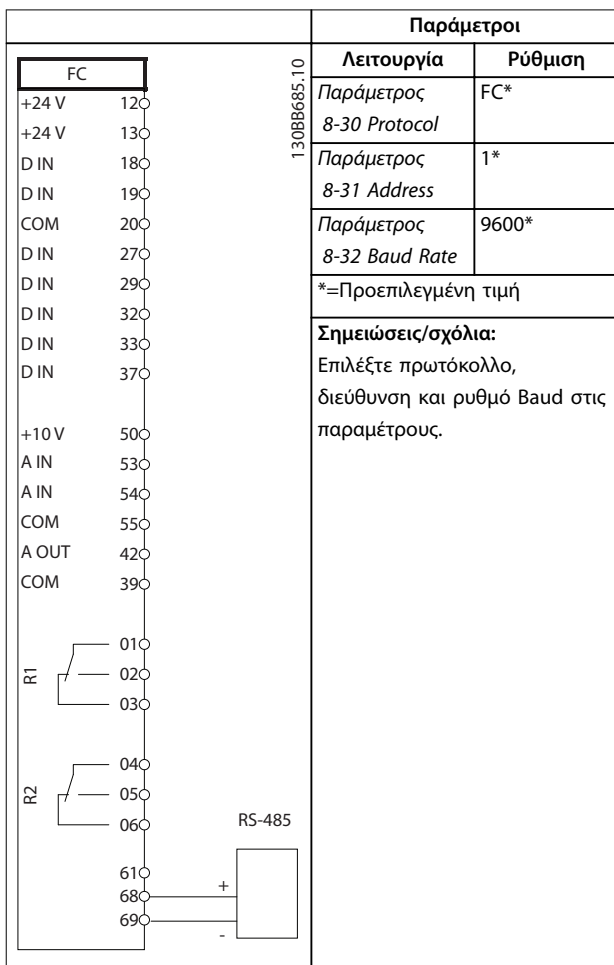 FC
+24 V 12
+24 V 13
D IN 18
D IN 19
COM 20
D IN 27
D IN 29
D IN 32
D IN 33
D IN 37
+10 V 50
A IN 53
A IN 54
COM 55
A OUT 42
COM 39
R1
01
02
03
R2
04
05
06
RS-485
61
68
+
69
-
130BB685.10
Παράμετροι
Λειτουργία Ρύθμιση
Παράμετρος FC*
8-30 Protocol
Παράμετρος 1*
8-31 Address
Παράμετρος 9600*
8-32 Baud Rate
*=Προεπιλεγμένη τιμή
Σημειώσεις/σχόλια:
Επιλέξτε πρωτόκολλο,
διεύθυνση και ρυθμό Baud στις
παραμέτρους.